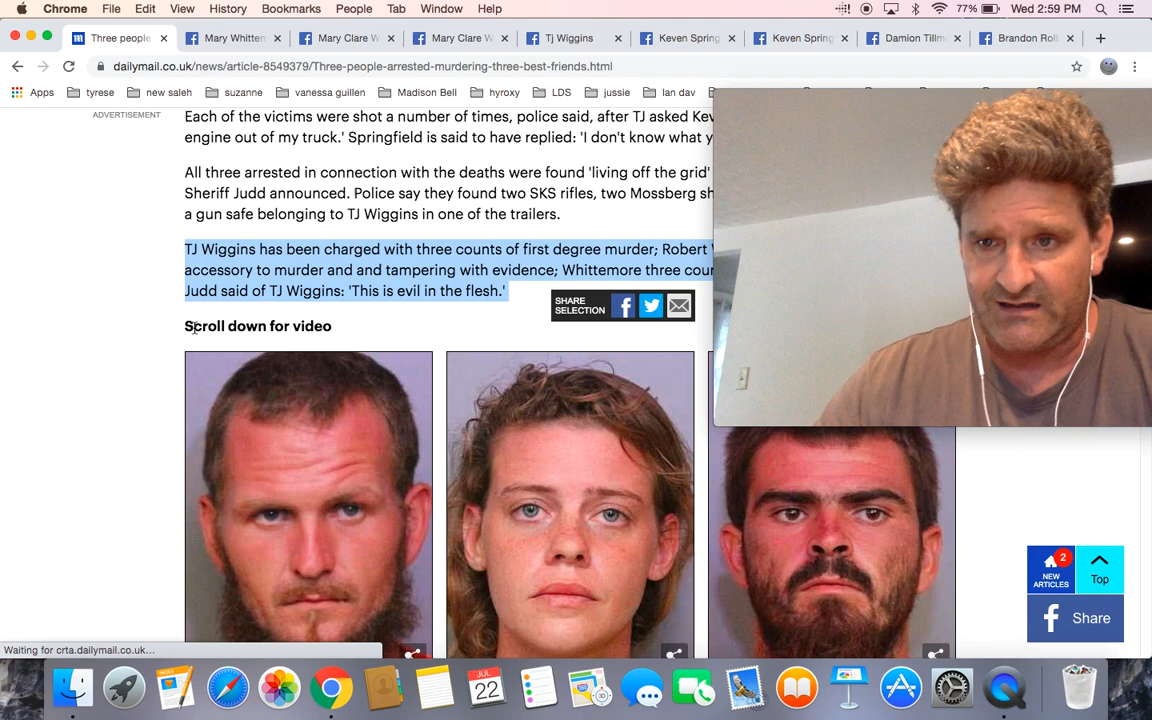 Chrome File Edit View History Bookmarks People Tab Window Help 77% Wed 2:59 PM
Three people Mary Whittem Mary Clare W Mary Clare W Tj Wiggins Keven Spring Keven Spring Damion Tillm Brandon Roll
dailymail.co.uk/news/article-8549379/Three-people-arrested-murdering-three-best-friends.html
Apps tyrese new saleh suzanne vanessa guillen Madison Bell hyroxy LDS jussie Ian dav
ADVERTISEMENT
Each of the victims were shot a number of times, police said, after TJ asked Kev
engine out of my truck.' Springfield is said to have replied: 'I don't know what y
All three arrested in connection with the deaths were found 'living off the grid'
Sheriff Judd announced. Police say they found two SKS rifles, two Mossberg sh
a gun safe belonging to TJ Wiggins in one of the trailers.
TJ Wiggins has been charged with three counts of first degree murder; Robert
accessory to murder and and tampering with evidence; Whittemore three cour
Judd said of TJ Wiggins: 'This is evil in the flesh.'
SHARE
SELECTION
Scroll down for video
2
NEW
ARTICLES
Top
Share
Waiting for crta.dailymail.co.uk...
JUL
22